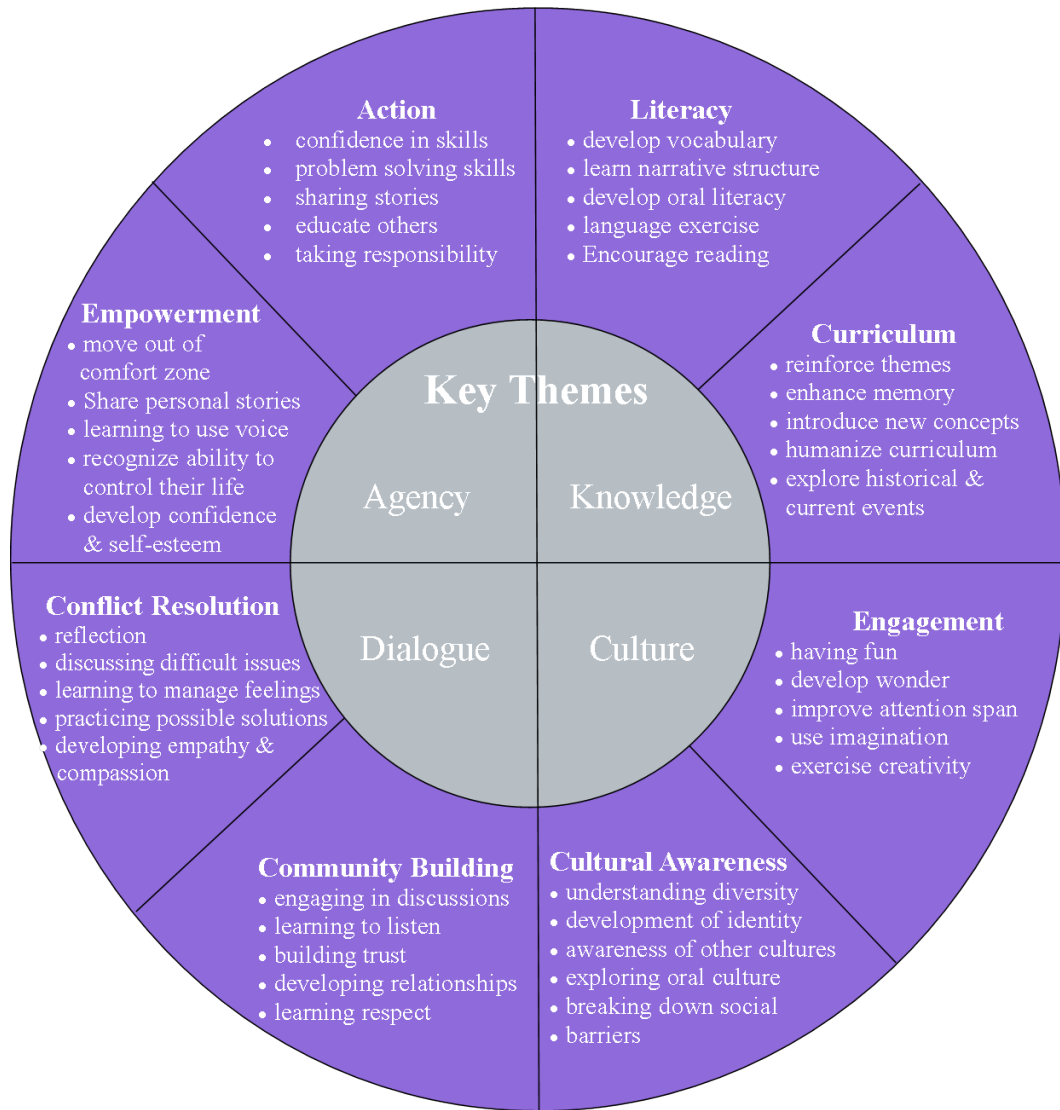 Key Themes
Agency
Knowledge
Dialogue
Culture
Action
• confidence in skills
• problem solving skills
• sharing stories
• educate others
• taking responsibility
Literacy
• develop vocabulary
• learn narrative structure
• develop oral literacy
• language exercise
• Encourage reading
Curriculum
• reinforce themes
• enhance memory
• introduce new concepts
• humanize curriculum
• explore historical &
current events
Engagement
• having fun
• develop wonder
• improve attention span
• use imagination
• exercise creativity
Cultural Awareness
• understanding diversity
• development of identity
• awareness of other cultures
• exploring oral culture
• breaking down social
• barriers
Community Building
• engaging in discussions
• learning to listen
• building trust
• developing relationships
• learning respect
Conflict Resolution
• reflection
• discussing difficult issues
• learning to manage feelings
• practicing possible solutions
• developing empathy &
compassion
Empowerment
• move out of
comfort zone
• Share personal stories
• learning to use voice
• recognize ability to
control their life
• develop confidence
& self-esteem